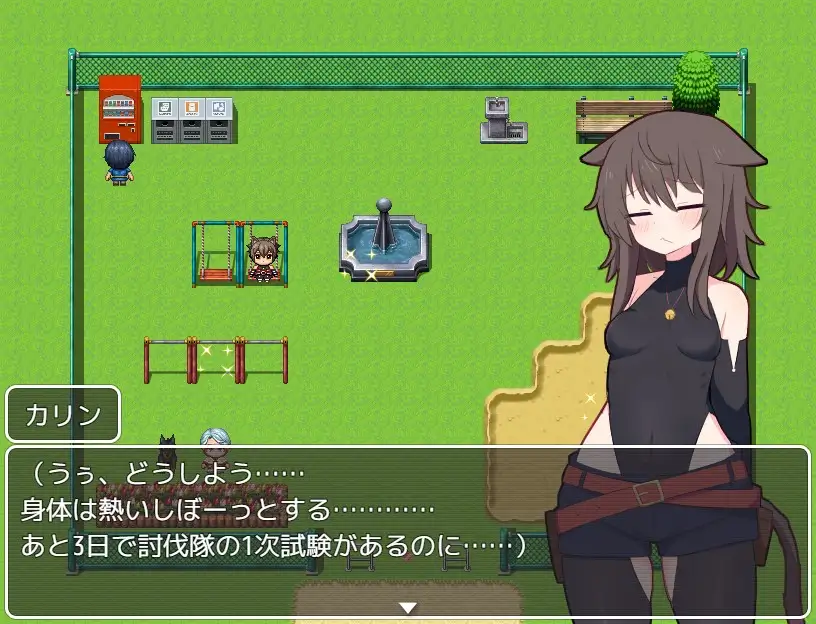 カリン
（うぅ、どうしよう……
身体は熱いしぼーっとする…………
あと3日で討伐隊の1次試験があるのに……）